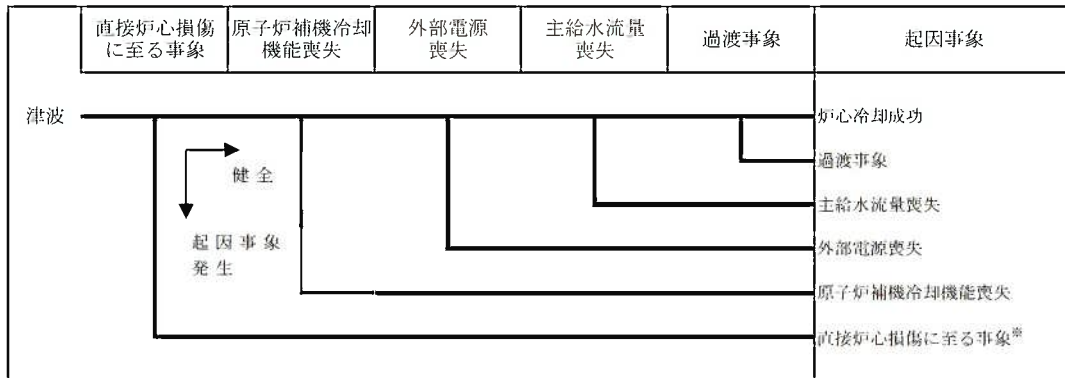 直接炉心損傷
に至る事象
原子炉補機冷却
機能喪失
外部電源
喪失
主給水流量
喪失
過渡事象
起因事象
津波
炉心冷却成功
過渡事象
健全
主給水流量喪失
起因事象
発生
外部電源喪失
原子炉補機冷却機能喪失
直接炉心損傷に至る事象※